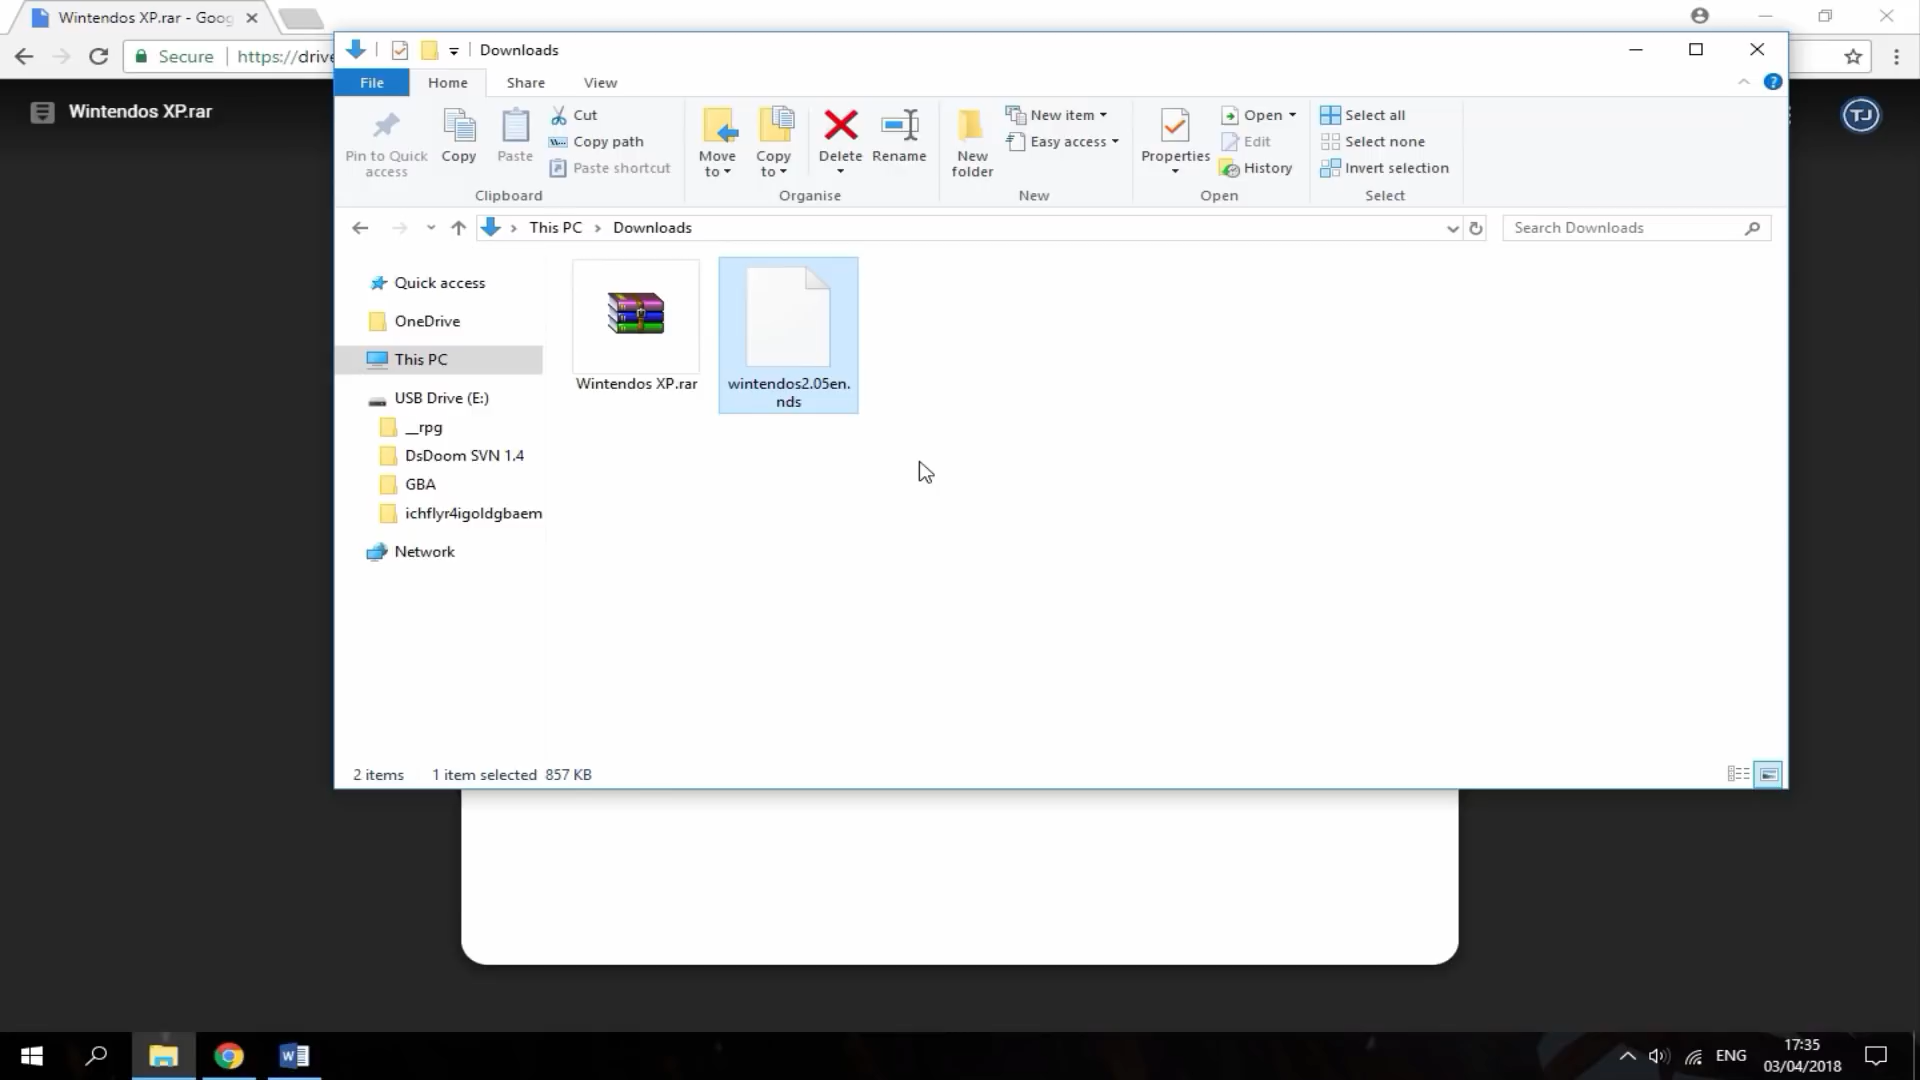 Wintendos XP.rar - Goog
Secure
https://drive
Wintendos XP.rar
TJ
Downloads
File
Home
Share
View
Pin to Quick
access
Copy
Paste
Cut
Copy path
Paste shortcut
Clipboard
Move
to
Copy
to
Delete
Rename
Organise
New
folder
New item
Easy access
New
Properties
Open
Edit
History
Open
Select all
Select none
Invert selection
Select
This PC
Downloads
Search Downloads
Quick access
OneDrive
This PC
USB Drive (E:)
__rpg
DsDoom SVN 1.4
GBA
ichflyr4igoldgbaem
Network
Wintendos XP.rar
wintendos2.05en.
nds
2 items
1 item selected 857 KB
ENG
17:35
03/04/2018